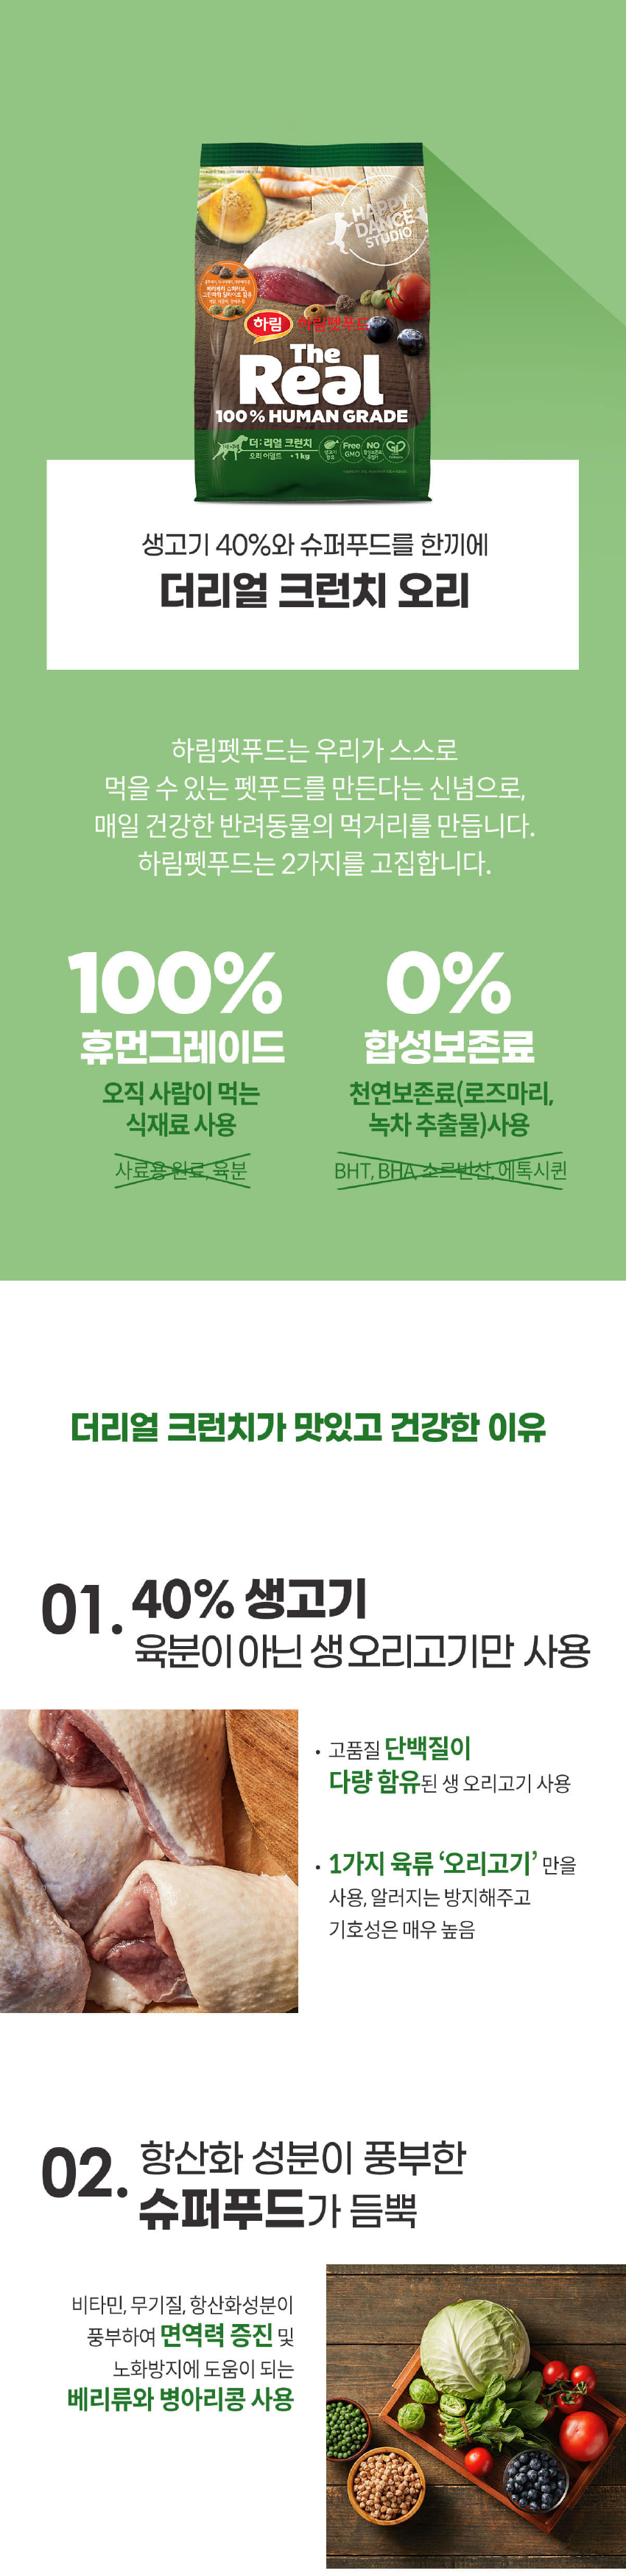 HAPPY
DANCE
STUDIO
하림
하림펫푸드
The
Real
100% HUMAN GRADE
더:리얼 크런치
오리 어덜트 • 1kg
Free
GMO
NO
생고기 40%와 슈퍼푸드를 한끼에
더리얼 크런치 오리
하림펫푸드는 우리가 스스로
먹을 수 있는 펫푸드를 만든다는 신념으로,
매일 건강한 반려동물의 먹거리를 만듭니다.
하림펫푸드는 2가지를 고집합니다.
100%
휴먼그레이드
오직 사람이 먹는
식재료 사용
사료용 원료, 육분
0%
합성보존료
천연보존료(로즈마리,
녹차 추출물)사용
BHT, BHA, 소르빈산, 에톡시퀸
더리얼 크런치가 맛있고 건강한 이유
01. 40% 생고기
육분이 아닌 생 오리고기만 사용
• 고품질 단백질이
다량 함유된 생 오리고기 사용
• 1가지 육류 ‘오리고기’ 만을
사용, 알러지는 방지해주고
기호성은 매우 높음
02. 항산화 성분이 풍부한
슈퍼푸드가 듬뿍
비타민, 무기질, 항산화성분이
풍부하여 면역력 증진 및
노화방지에 도움이 되는
베리류와 병아리콩 사용